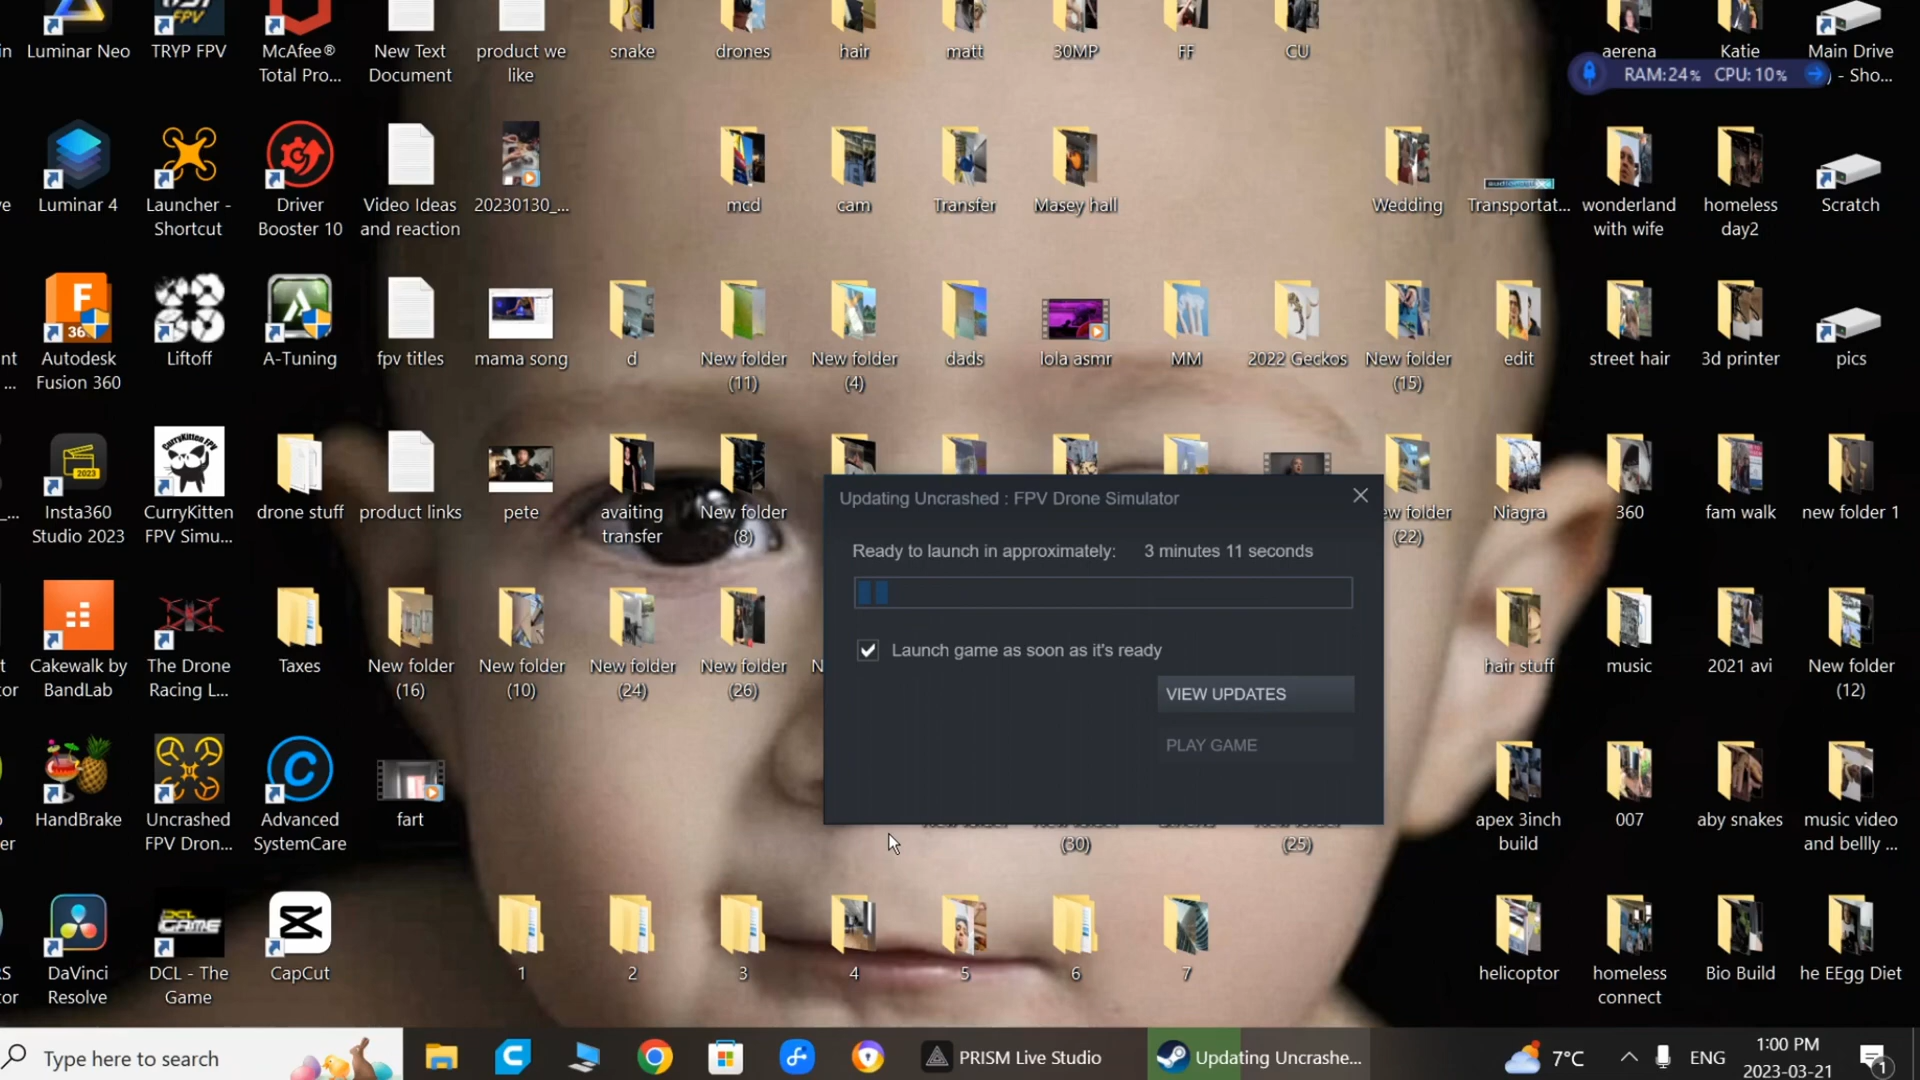 in
Luminar Neo
TRYP FPV
McAfee®
Total Pro...
New Text
Document
product we
like
snake
drones
hair
matt
30MP
FF
CU
aerena
Katie
Main Drive
) - Sho...
RAM:24% CPU:10%
ve
Luminar 4
Launcher -
Shortcut
Driver
Booster 10
Video Ideas
and reaction
20230130_...
mcd
cam
Transfer
Masey hall
Wedding
Transportat...
wonderland
with wife
homeless
day2
Scratch
nt
...
Autodesk
Fusion 360
Liftoff
A-Tuning
fpv titles
mama song
d
New folder
(11)
New folder
(4)
dads
lola asmr
MM
2022 Geckos
New folder
(15)
edit
street hair
3d printer
pics
_...
Insta360
Studio 2023
CurryKitten
FPV Simu...
drone stuff
product links
pete
avaiting
transfer
New folder
(8)
ew folder
(22)
Niagra
360
fam walk
new folder 1
Updating Uncrashed : FPV Drone Simulator
Ready to launch in approximately: 3 minutes 11 seconds
Launch game as soon as it's ready
VIEW UPDATES
PLAY GAME
t
or
Cakewalk by
BandLab
The Drone
Racing L...
Taxes
New folder
(16)
New folder
(10)
New folder
(24)
New folder
(26)
N
hair stuff
music
2021 avi
New folder
(12)
er
HandBrake
Uncrashed
FPV Dron...
Advanced
SystemCare
fart
(30)
(25)
apex 3inch
build
007
aby snakes
music video
and bellly ...
RS
or
DaVinci
Resolve
DCL - The
Game
CapCut
1
2
3
4
5
6
7
helicoptor
homeless
connect
Bio Build
he EEgg Diet
Type here to search
PRISM Live Studio
Updating Uncrashe...
7°C
ENG
1:00 PM
2023-03-21
1